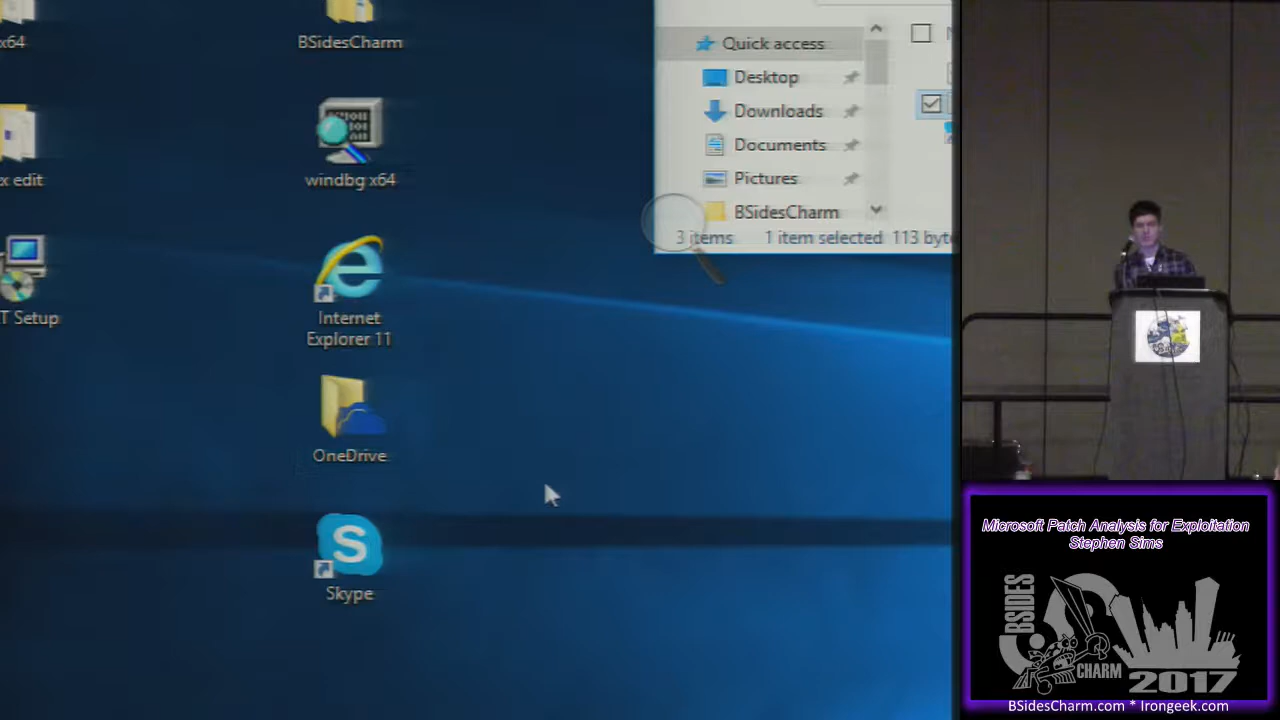 x64
BSidesCharm
x edit
windbg x64
T Setup
Internet
Explorer 11
OneDrive
Skype
Quick access
Desktop
Downloads
Documents
Pictures
BSidesCharm
3 items 1 item selected 113 byt
Microsoft Patch Analysis for Exploitation
Stephen Sims
BSIDES
CHARM
2017
BSidesCharm.com * Irongeek.com